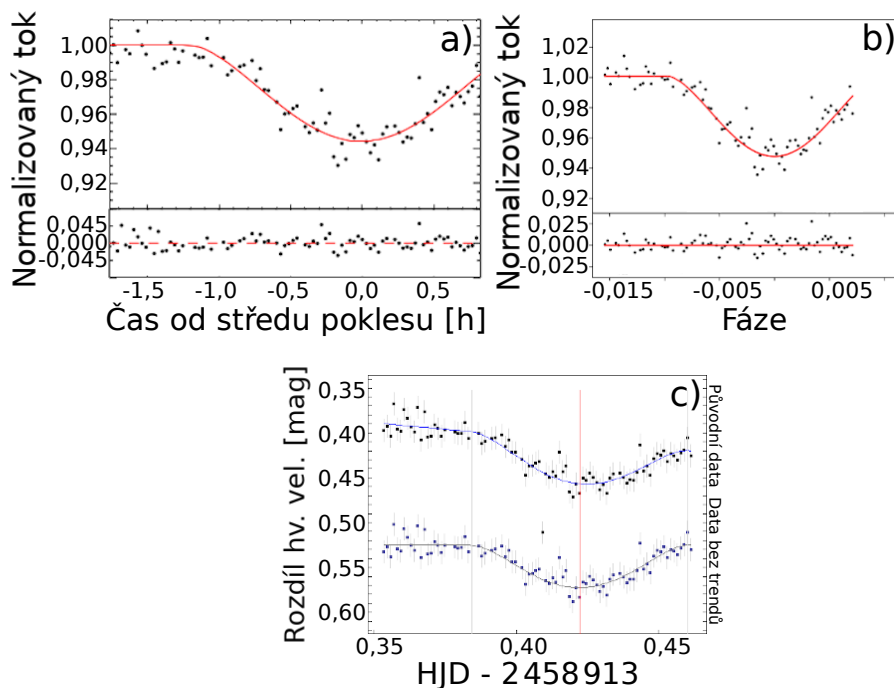 a)
Normalizovaný tok
1,00
0,98
0,96
0,94
0,92
0,045
0,000
-0,045
-1,5 -1,0 -0,5 0,0 0,5
Čas od středu poklesu [h]
b)
Normalizovaný tok
1,02
1,00
0,98
0,96
0,94
0,92
0,025
0,000
-0,025
-0,015 -0,005 0,005
Fáze
c)
Rozdíl hv. vel. [mag]
0,35
0,40
0,45
0,50
0,55
0,60
Původní data
Data bez trendů
0,35 0,40 0,45
HJD - 2 458 913